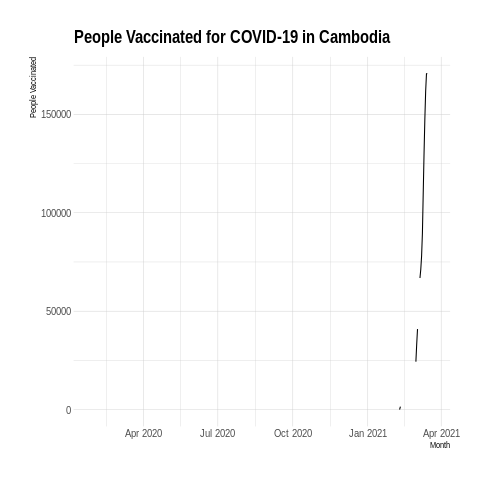 People Vaccinated for COVID-19 in Cambodia
People Vaccinated
150000
100000
50000
0
Apr 2020 Jul 2020 Oct 2020 Jan 2021 Apr 2021
Month